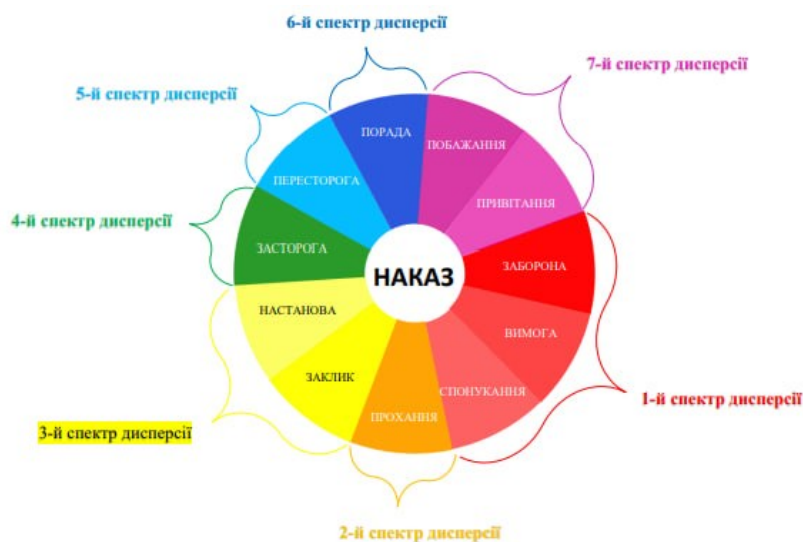 6-й спектр дисперсії
7-й спектр дисперсії
5-й спектр дисперсії
ПОРАДА
ПОБАЖАННЯ
ПЕРЕСТОРОГА
ПРИВІТАННЯ
4-й спектр дисперсії
ЗАСТОРОГА
НАКАЗ
ЗАБОРОНА
НАСТАНОВА
ВИМОГА
ЗАКЛИК
СПОНУКАННЯ
ПРОХАННЯ
1-й спектр дисперсії
3-й спектр дисперсії
2-й спектр дисперсії